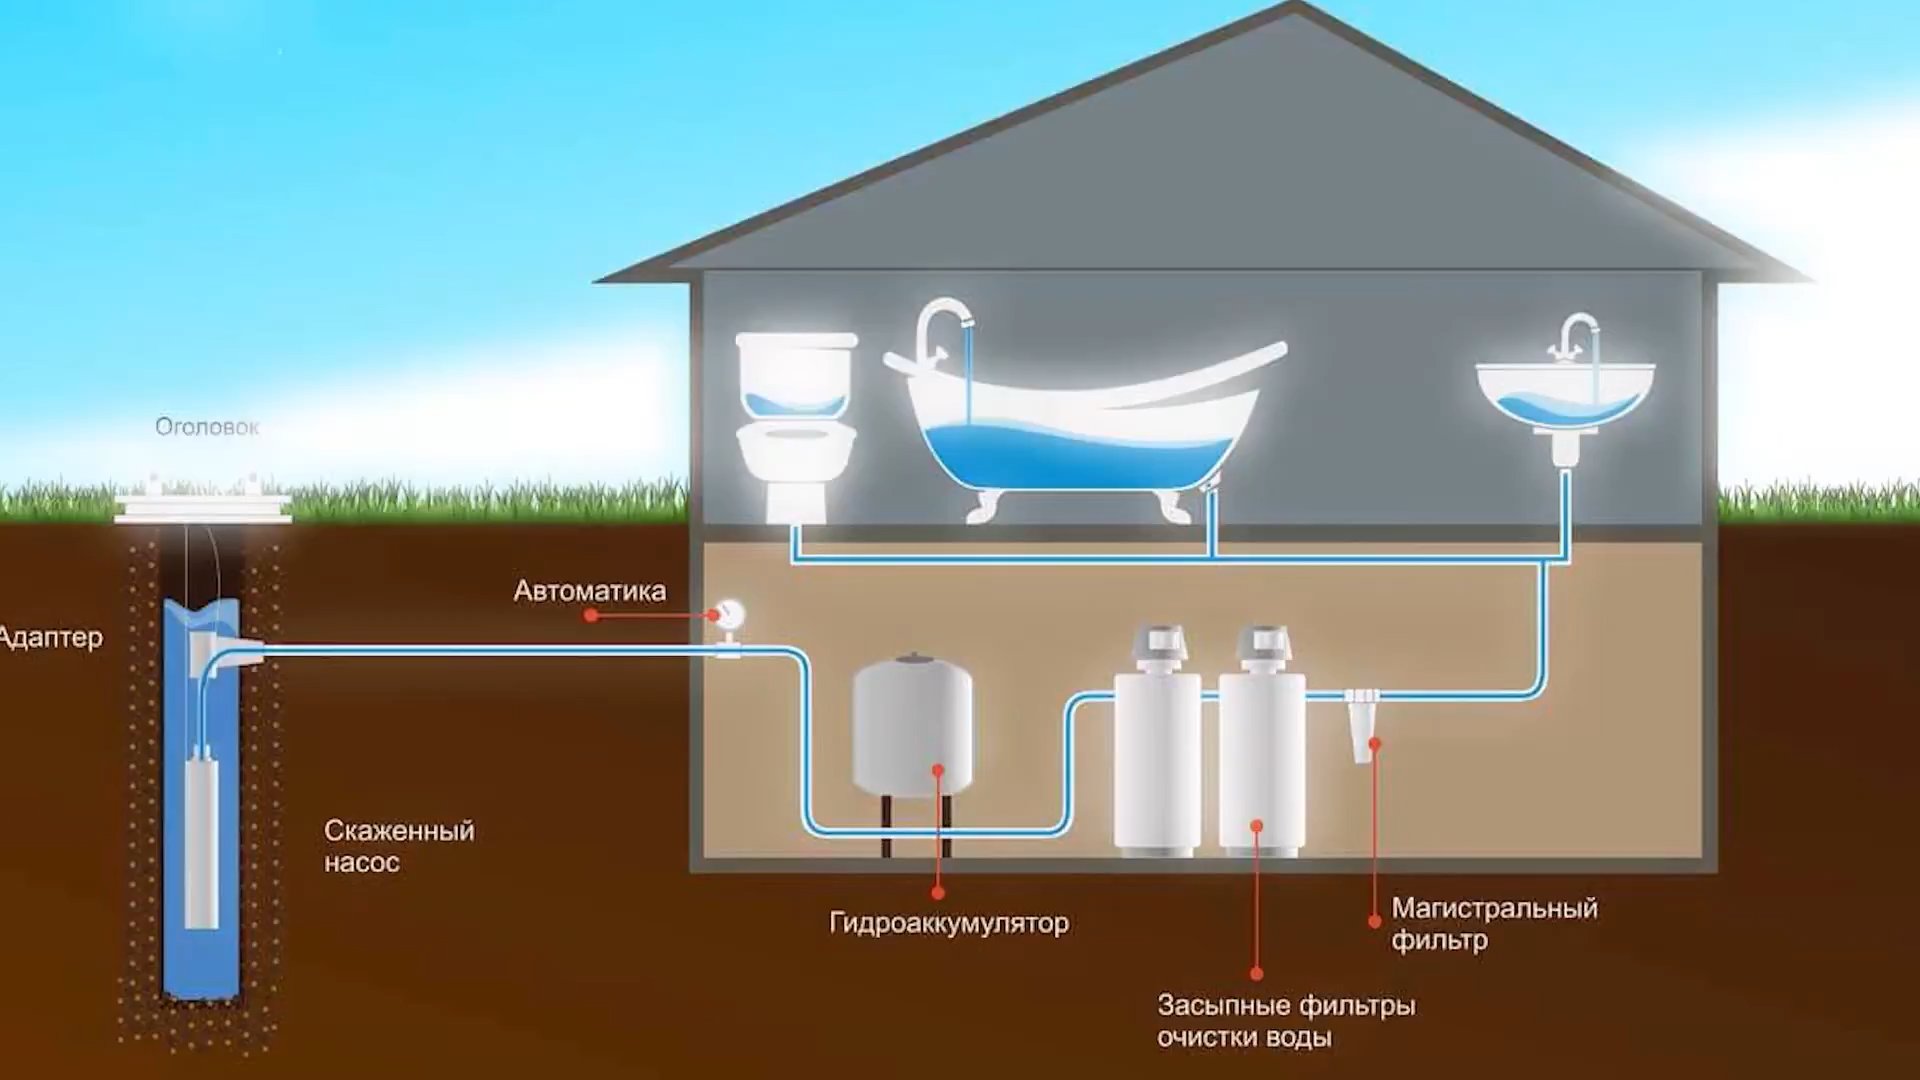 Оголовок
Автоматика
Адаптер
Скаженный
насос
Гидроаккумулятор
Магистральный
фильтр
Засыпные фильтры
очистки воды